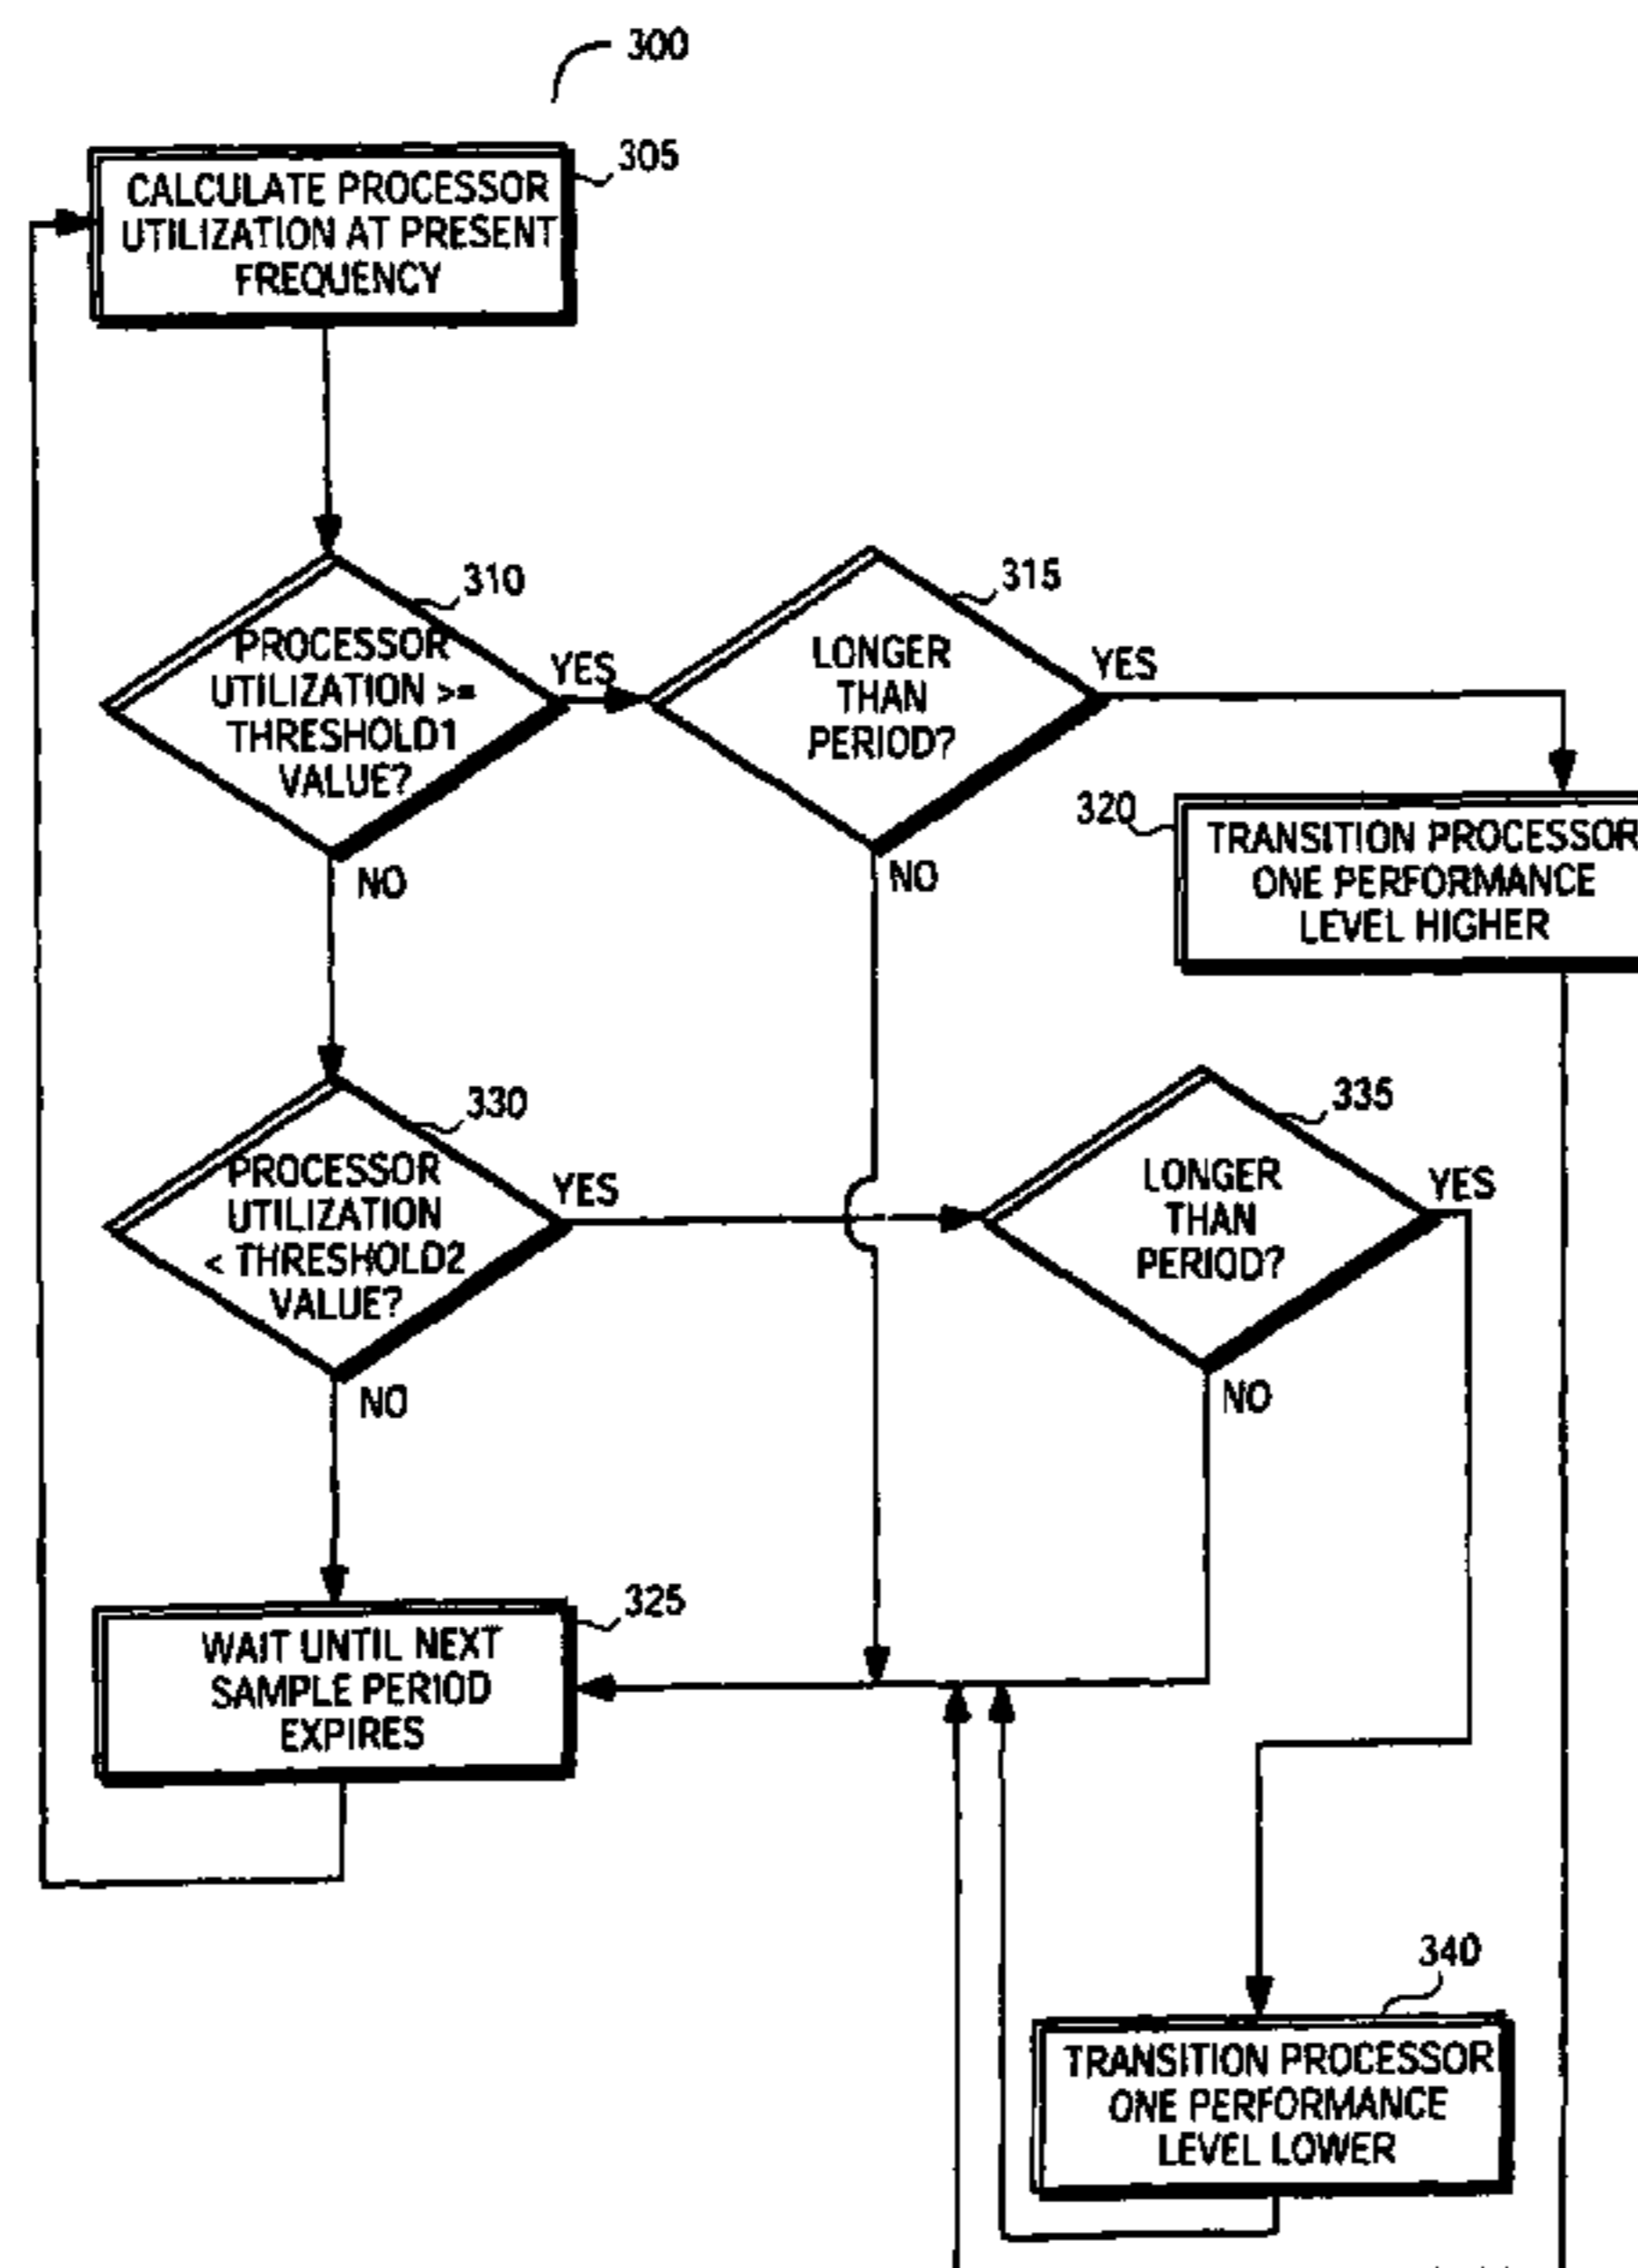 300
305
CALCULATE PROCESSOR
UTILIZATION AT PRESENT
FREQUENCY
310
PROCESSOR
UTILIZATION >=
THRESHOLD1
VALUE?
YES
NO
315
LONGER
THAN
PERIOD?
YES
NO
320
TRANSITION PROCESSOR
ONE PERFORMANCE
LEVEL HIGHER
330
PROCESSOR
UTILIZATION
< THRESHOLD2
VALUE?
YES
NO
335
LONGER
THAN
PERIOD?
YES
NO
325
WAIT UNTIL NEXT
SAMPLE PERIOD
EXPIRES
340
TRANSITION PROCESSOR
ONE PERFORMANCE
LEVEL LOWER